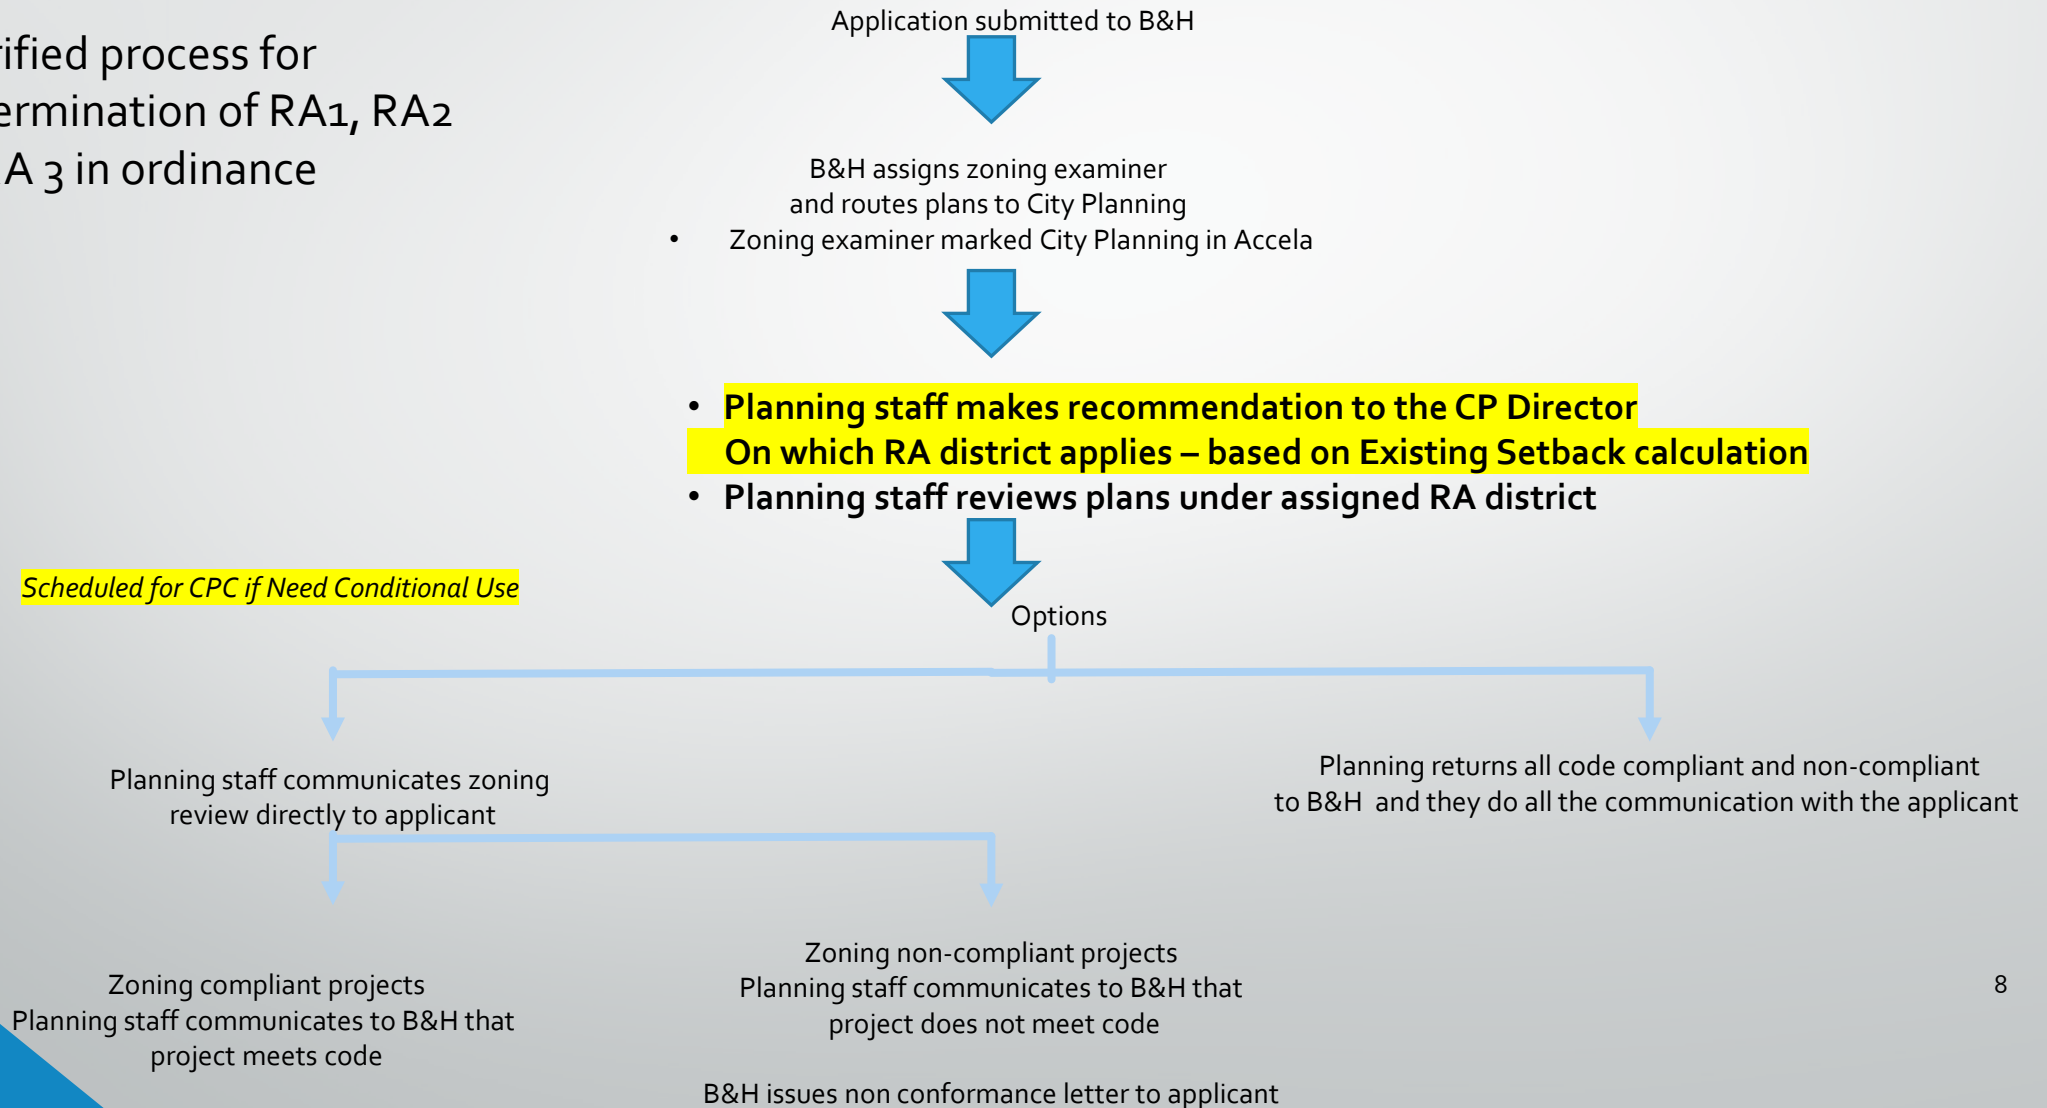 rified process for
ermination of RA1, RA2
A 3 in ordinance
Application submitted to B&H
B&H assigns zoning examiner
and routes plans to City Planning
• Zoning examiner marked City Planning in Accela
• Planning staff makes recommendation to the CP Director
On which RA district applies – based on Existing Setback calculation
• Planning staff reviews plans under assigned RA district
Scheduled for CPC if Need Conditional Use
Options
Planning staff communicates zoning
review directly to applicant
Planning returns all code compliant and non-compliant
to B&H and they do all the communication with the applicant
Zoning compliant projects
Planning staff communicates to B&H that
project meets code
Zoning non-compliant projects
Planning staff communicates to B&H that
project does not meet code
B&H issues non conformance letter to applicant
8